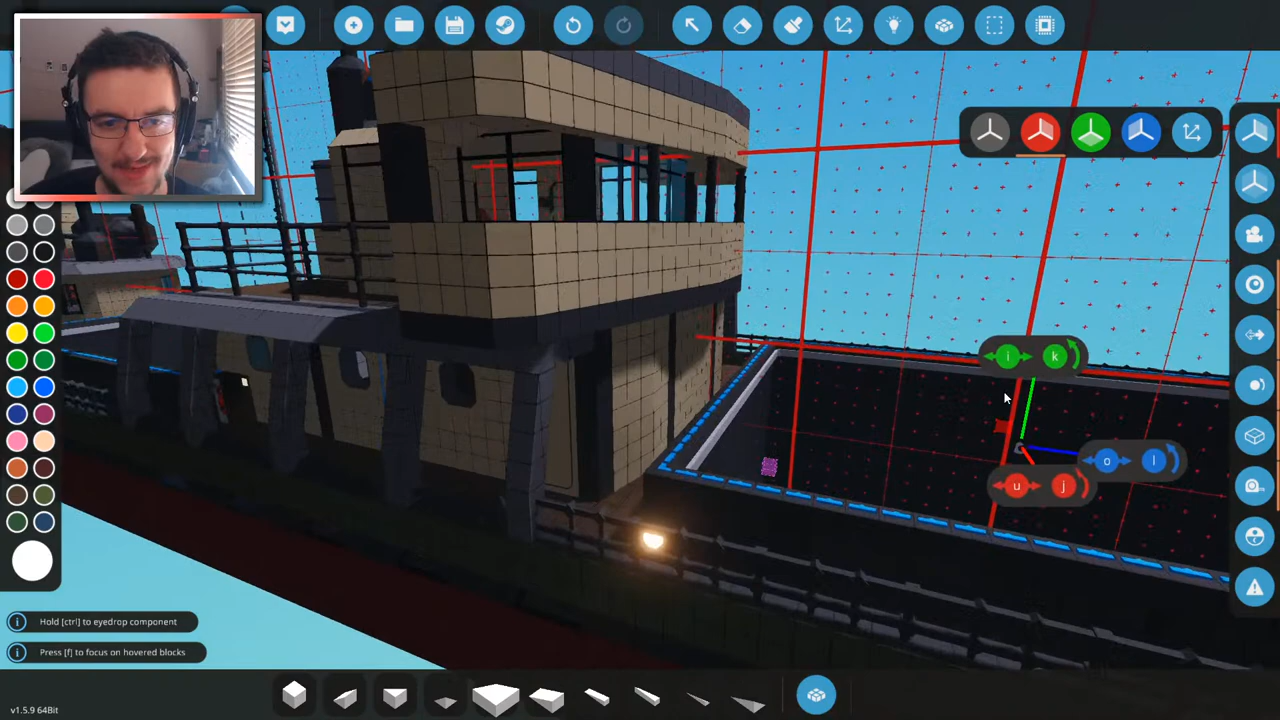 i k
o l
u j
Hold [ctrl] to eyedrop component
Press [f] to focus on hovered blocks
v1.5.9 64Bit